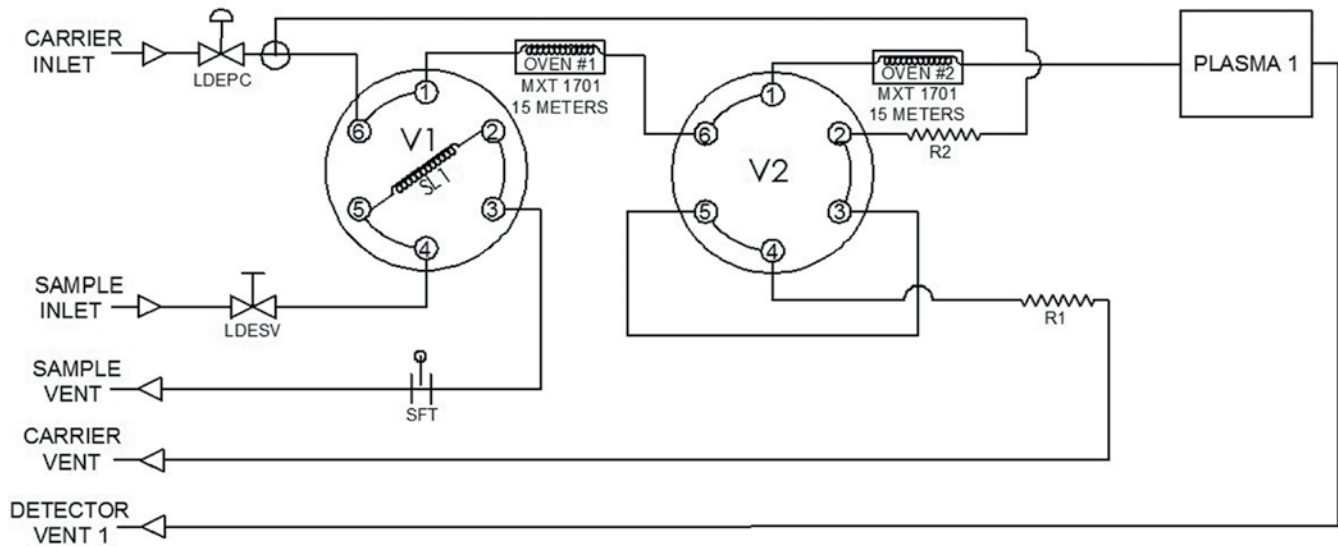 CARRIER
INLET
LDEPC
OVEN #1
MXT 1701
15 METERS
OVEN #2
MXT 1701
15 METERS
PLASMA 1
1
6
V1
2
SL1
5
3
4
1
6
2
R2
V2
5
3
4
SAMPLE
INLET
LDESV
R1
SAMPLE
VENT
SFT
CARRIER
VENT
DETECTOR
VENT 1